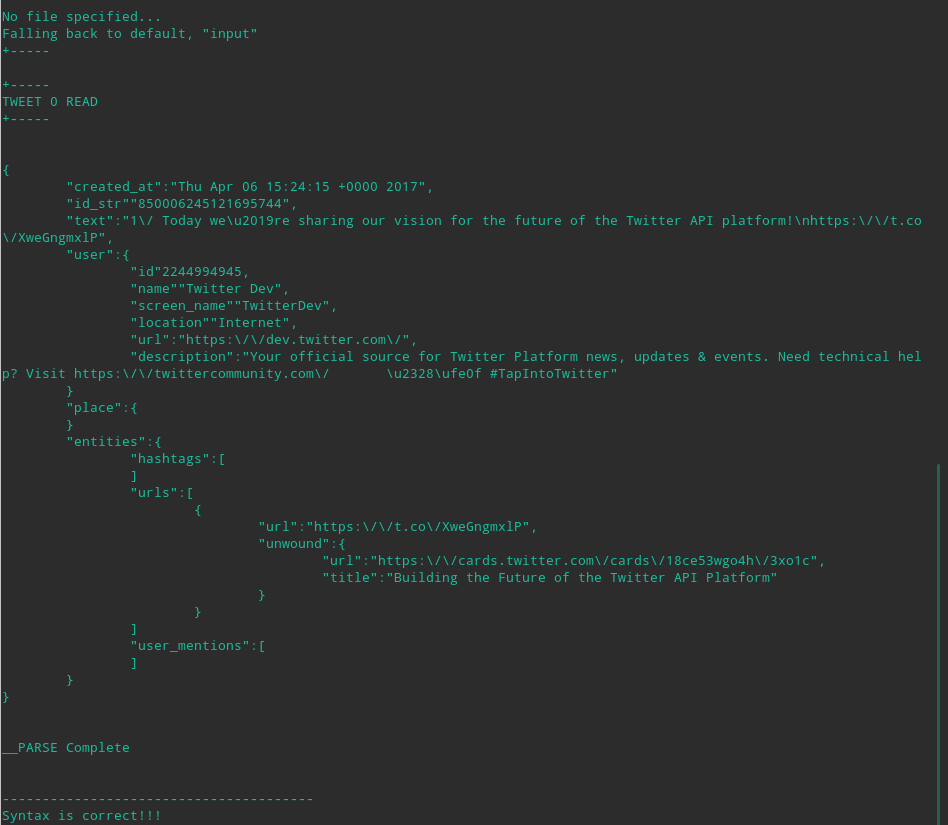 No file specified...
Falling back to default, "input"
+-----
+-----
TWEET 0 READ
+-----
{
        "created_at":"Thu Apr 06 15:24:15 +0000 2017",
        "id_str""850006245121695744",
        "text":"1\/ Today we\u2019re sharing our vision for the future of the Twitter API platform!\nhttps:\/\/t.co
\/XweGngmxlP",
        "user":{
                "id"2244994945,
                "name""Twitter Dev",
                "screen_name""TwitterDev",
                "location""Internet",
                "url":"https:\/\/dev.twitter.com\/",
                "description":"Your official source for Twitter Platform news, updates & events. Need technical hel
p? Visit https:\/\/twittercommunity.com\/       \u2328\ufe0f #TapIntoTwitter"
        }
        "place":{
        }
        "entities":{
                "hashtags":[
                ]
                "urls":[
                        {
                                "url":"https:\/\/t.co\/XweGngmxlP",
                                "unwound":{
                                        "url":"https:\/\/cards.twitter.com\/cards\/18ce53wgo4h\/3xo1c",
                                        "title":"Building the Future of the Twitter API Platform"
                                }
                        }
                ]
                "user_mentions":[
                ]
        }
}
__PARSE Complete
---------------------------------------
Syntax is correct!!!